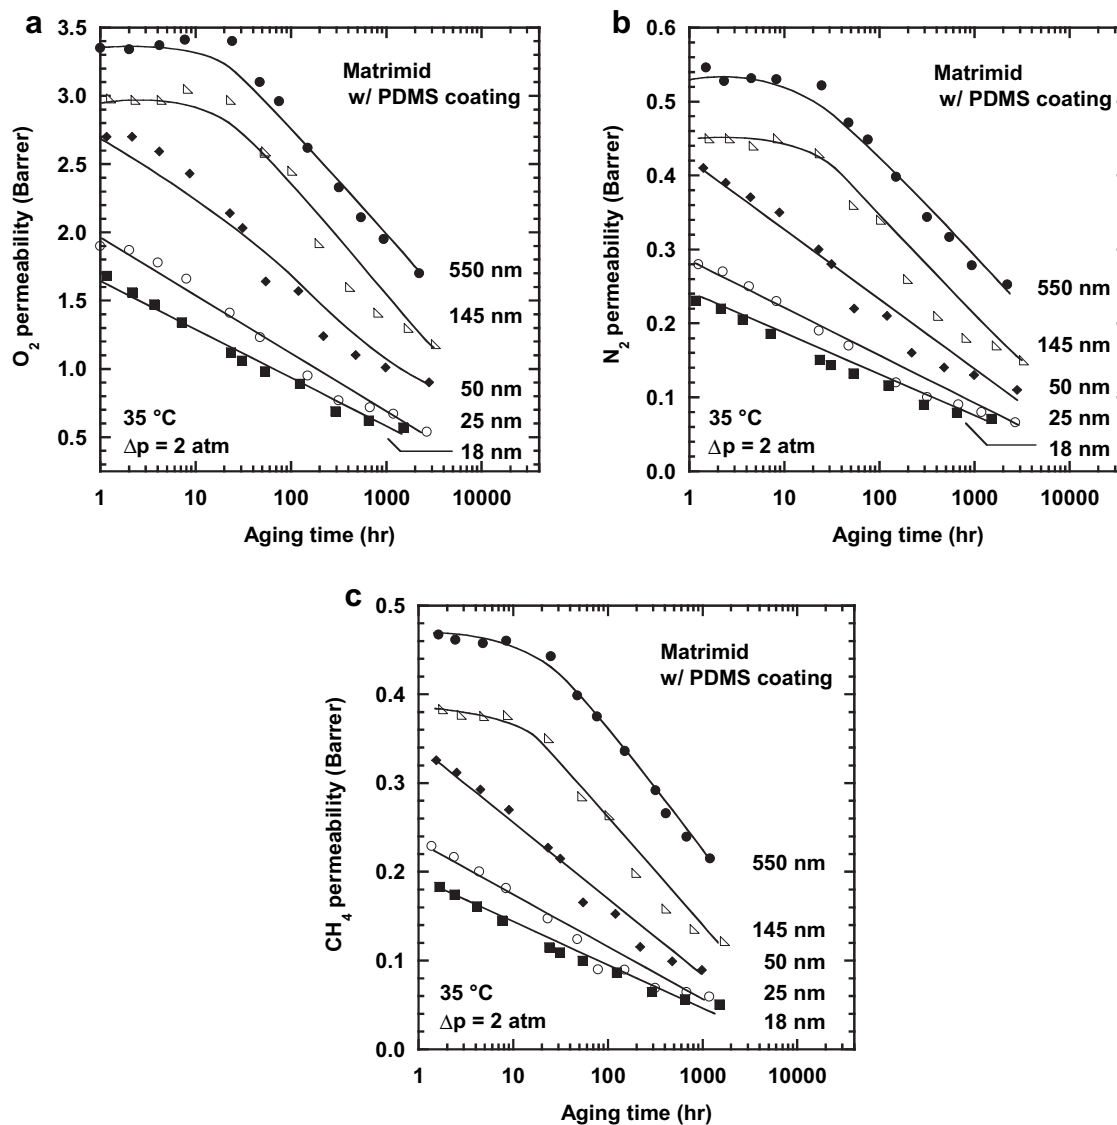 a
3.5
3.0
2.5
2.0
1.5
1.0
0.5
O2 permeability (Barrer)
Matrimid
w/ PDMS coating
550 nm
145 nm
50 nm
25 nm
18 nm
35 °C
Δp = 2 atm
1 10 100 1000 10000
Aging time (hr)
b
0.6
0.5
0.4
0.3
0.2
0.1
0.0
N2 permeability (Barrer)
Matrimid
w/ PDMS coating
550 nm
145 nm
50 nm
25 nm
18 nm
35 °C
Δp = 2 atm
1 10 100 1000 10000
Aging time (hr)
c
0.5
0.4
0.3
0.2
0.1
0.0
CH4 permeability (Barrer)
Matrimid
w/ PDMS coating
550 nm
145 nm
50 nm
25 nm
18 nm
35 °C
Δp = 2 atm
1 10 100 1000 10000
Aging time (hr)